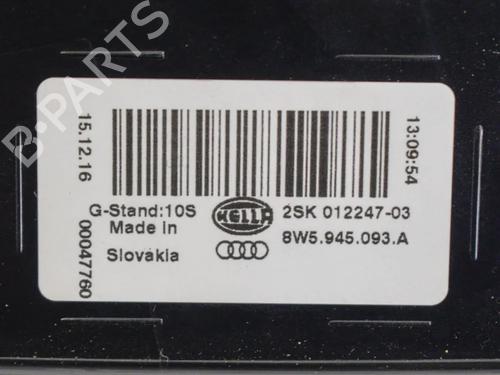 B-PARTS
15.12.16
00047760
13:09:54
G-Stand:10S
Made in
Slovakia
HELLA
2SK 012247-03
8W5.945.093.A